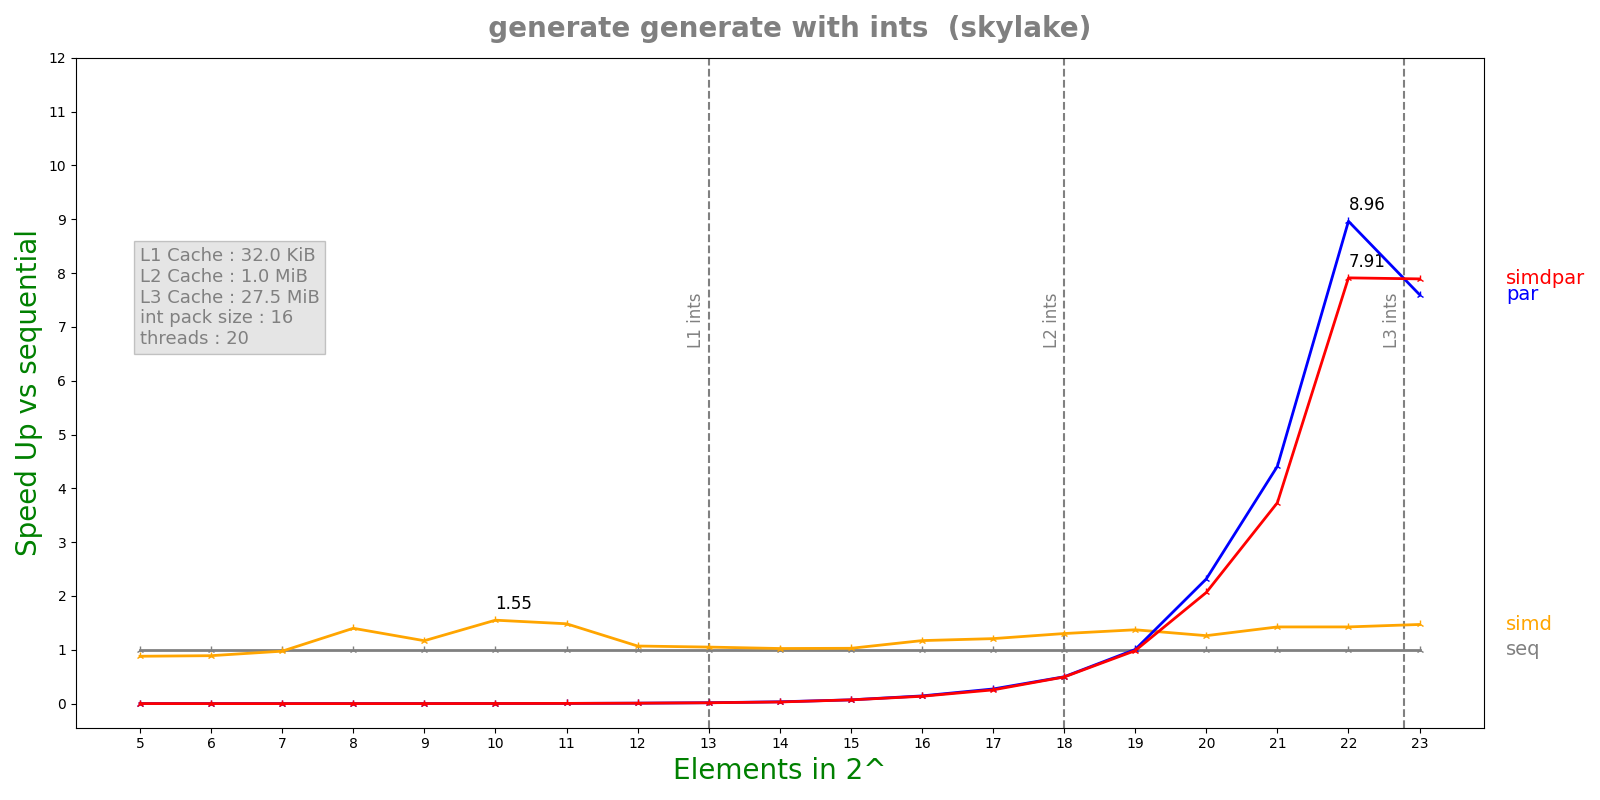 generate generate with ints  (skylake)
12
11
10
9
8
7
6
5
4
3
2
1
0
Speed Up vs sequential
L1 Cache : 32.0 KiB
L2 Cache : 1.0 MiB
L3 Cache : 27.5 MiB
int pack size : 16
threads : 20
1.55
8.96
7.91
L1 ints
L2 ints
L3 ints
simdpar
par
simd
seq
5 6 7 8 9 10 11 12 13 14 15 16 17 18 19 20 21 22 23
Elements in 2^